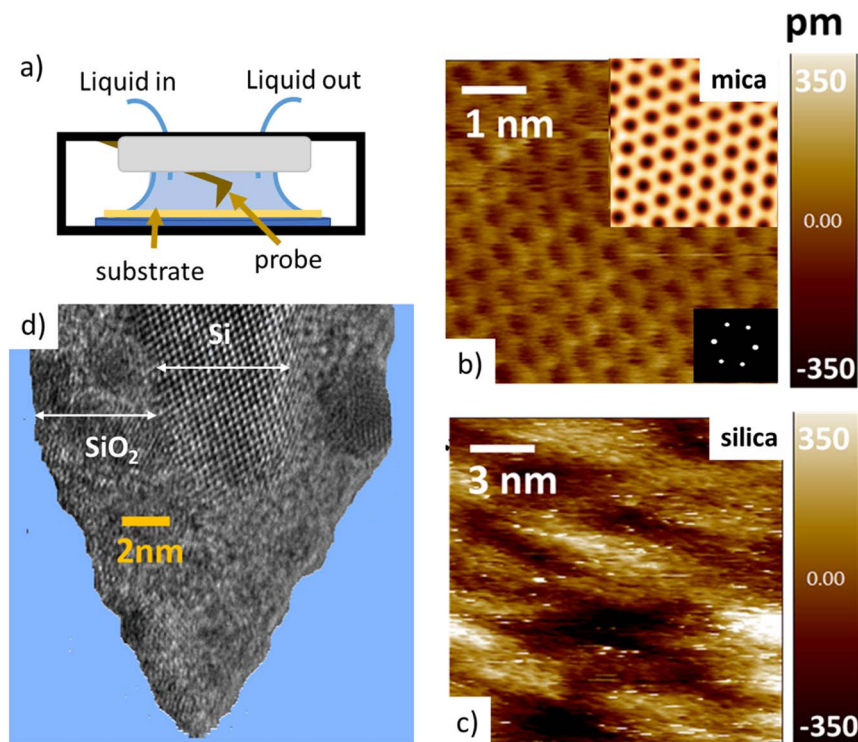 a)
Liquid in
Liquid out
substrate
probe
pm
mica
1 nm
350
0.00
-350
b)
d)
Si
SiO₂
2nm
silica
3 nm
350
0.00
-350
c)